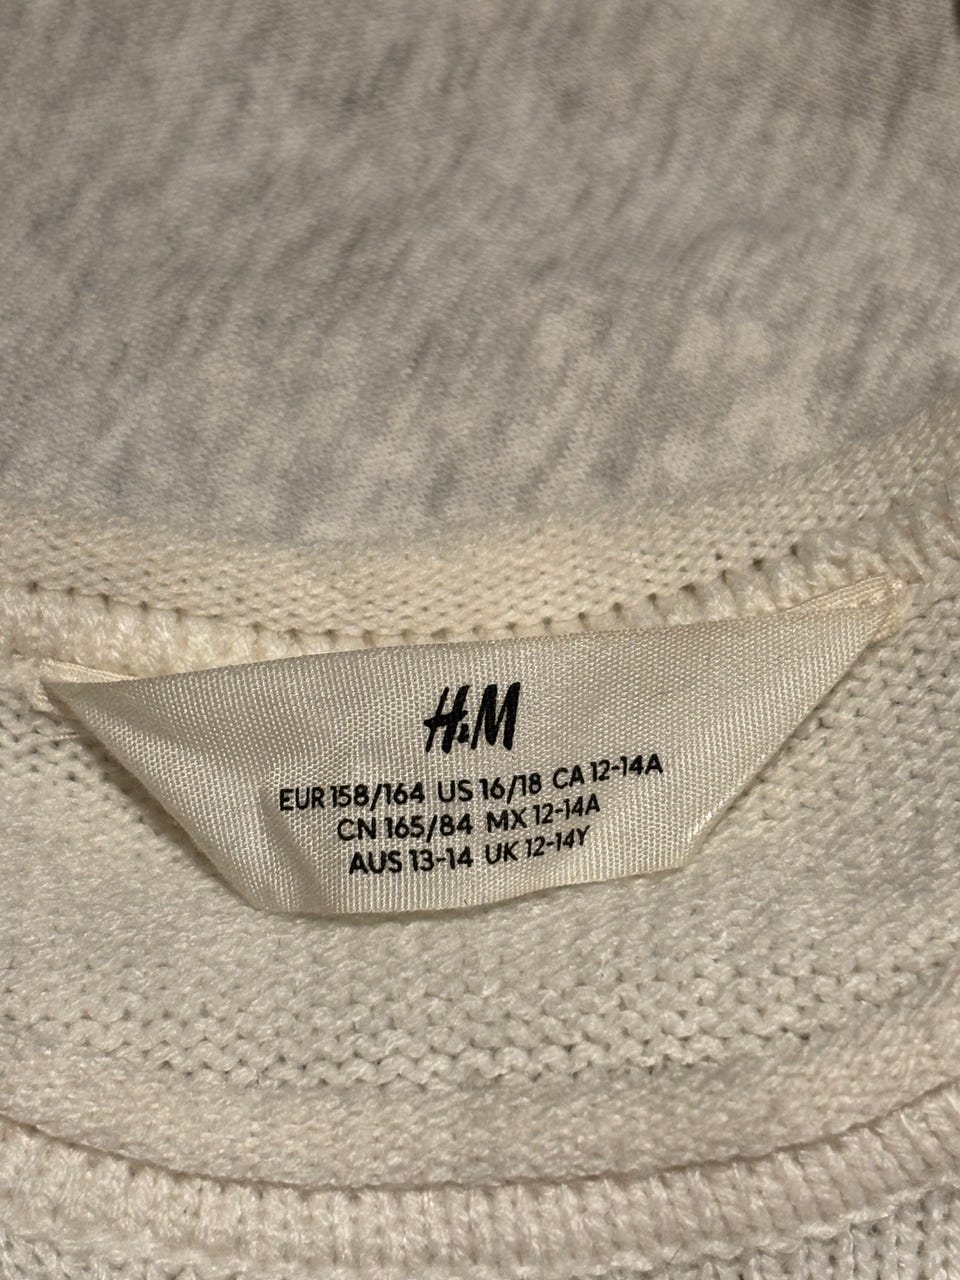 H&M
EUR 158/164 US 16/18 CA 12-14A
CN 165/84 MX 12-14A
AUS 13-14 UK 12-14Y